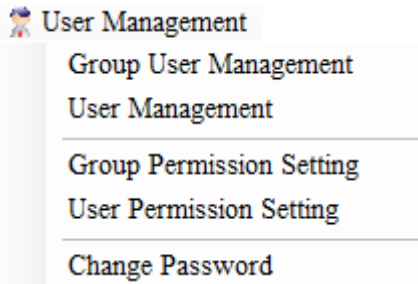 User Management
Group User Management
User Management
Group Permission Setting
User Permission Setting
Change Password